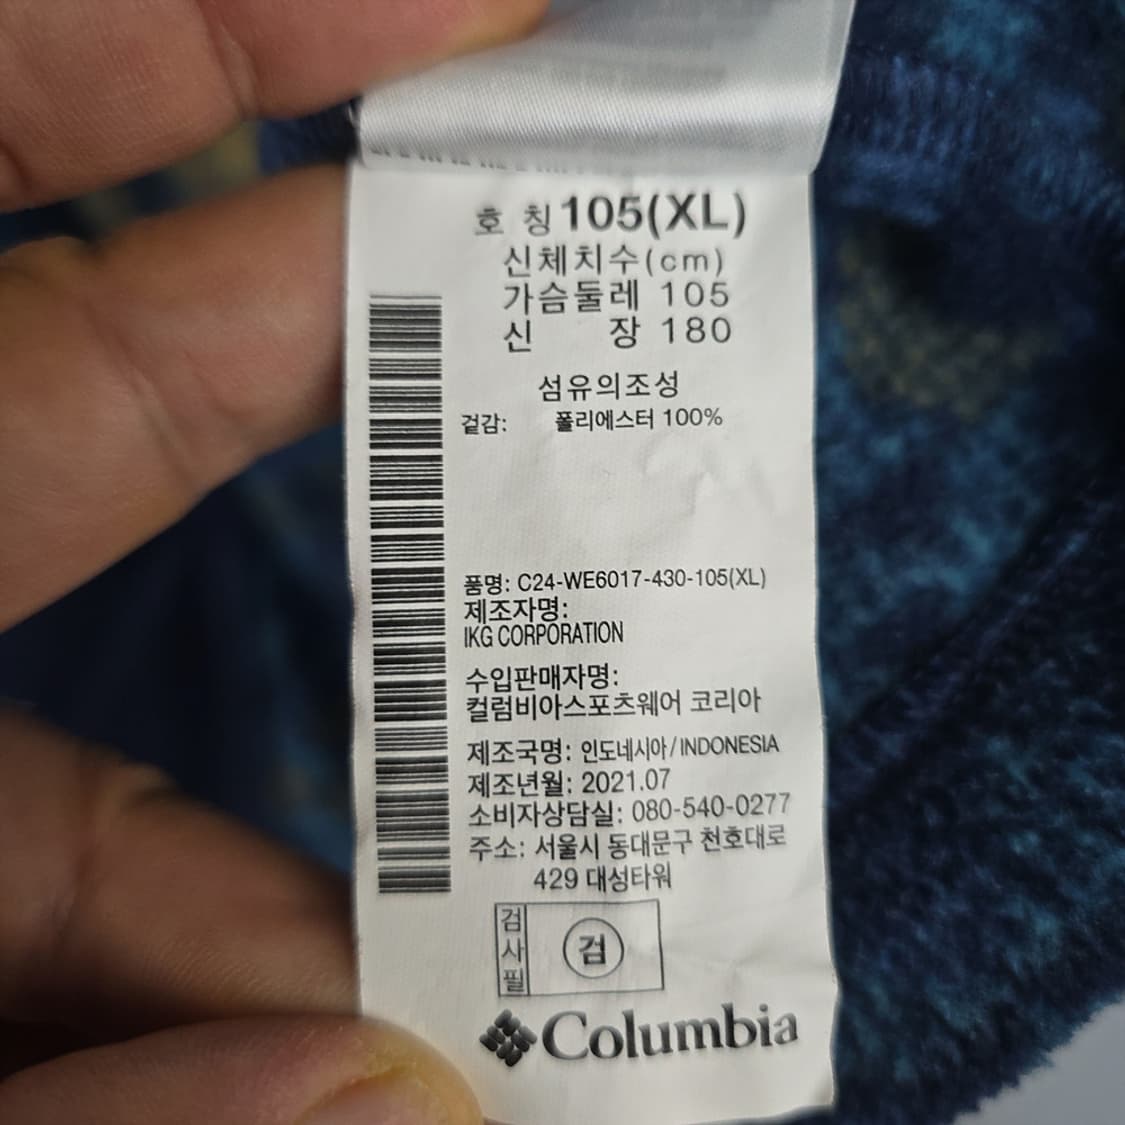 호 칭 105(XL)
신체치수(cm)
가슴둘레 105
신 장 180
섬유의조성
겉감: 폴리에스터 100%
품명: C24-WE6017-430-105(XL)
제조자명:
IKG CORPORATION
수입판매자명:
컬럼비아스포츠웨어 코리아
제조국명: 인도네시아/INDONESIA
제조년월: 2021.07
소비자상담실: 080-540-0277
주소: 서울시 동대문구 천호대로
429 대성타워
검사필
검
Columbia